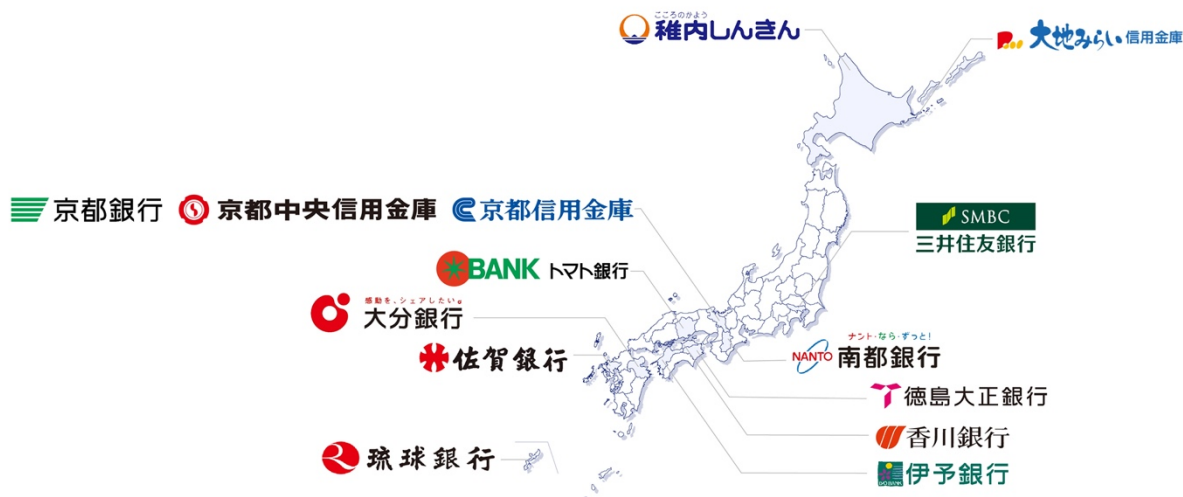 こころのかよう
稚内しんきん
大地みらい信用金庫
京都銀行
京都中央信用金庫
京都信用金庫
SMBC
三井住友銀行
BANK トマト銀行
感動を、シェアしたい。
大分銀行
佐賀銀行
ナント・なら・ずっと!
NANTO 南都銀行
徳島大正銀行
香川銀行
琉球銀行
IYO BANK
伊予銀行